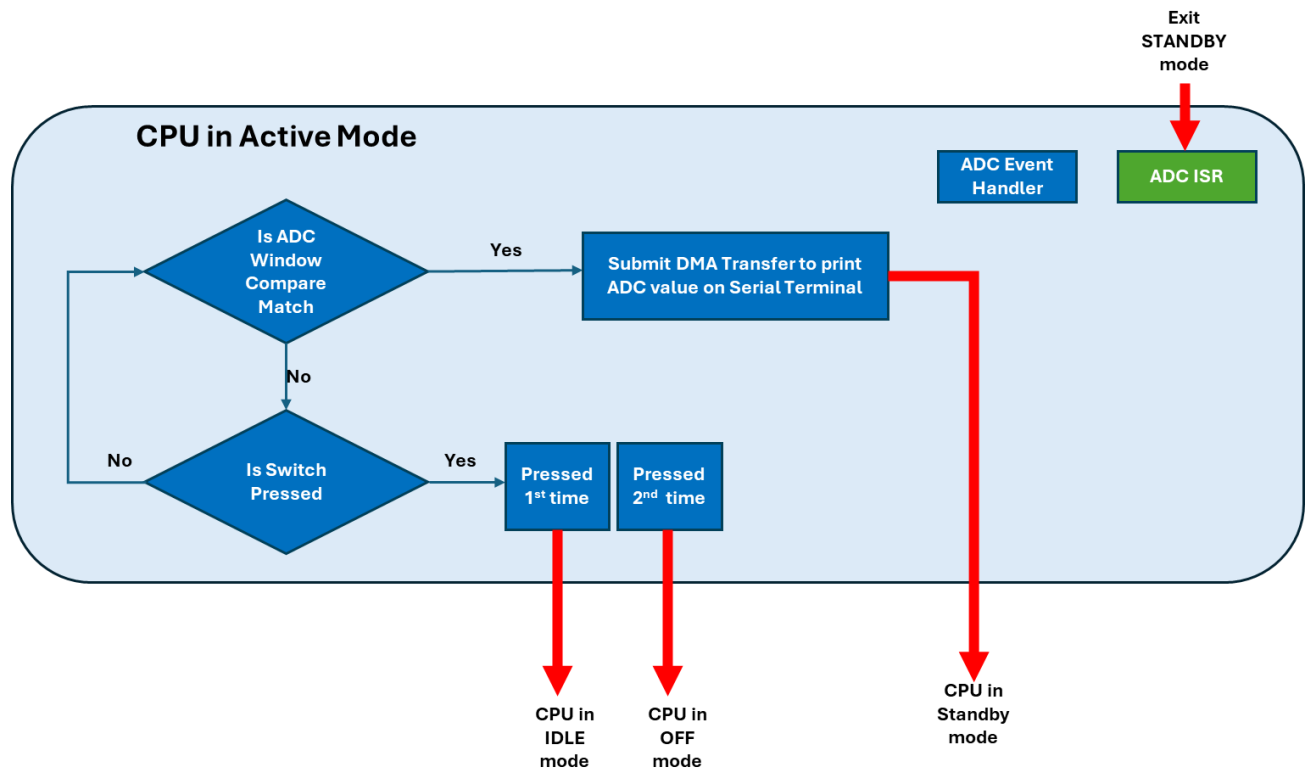 Exit
STANDBY
mode
CPU in Active Mode
ADC Event
Handler
ADC ISR
Is ADC
Window
Compare
Match
Yes
Submit DMA Transfer to print
ADC value on Serial Terminal
No
No
Is Switch
Pressed
Yes
Pressed
1st time
Pressed
2nd time
CPU in
IDLE
mode
CPU in
OFF
mode
CPU in
Standby
mode